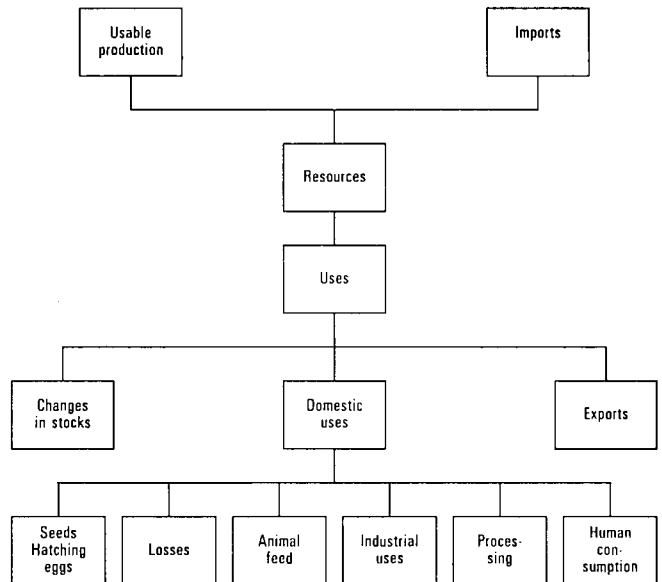 Usable
production
Imports
Resources
Uses
Changes
in stocks
Domestic
uses
Exports
Seeds
Hatching
eggs
Losses
Animal
feed
Industrial
uses
Proces-
sing
Human
con-
sumption